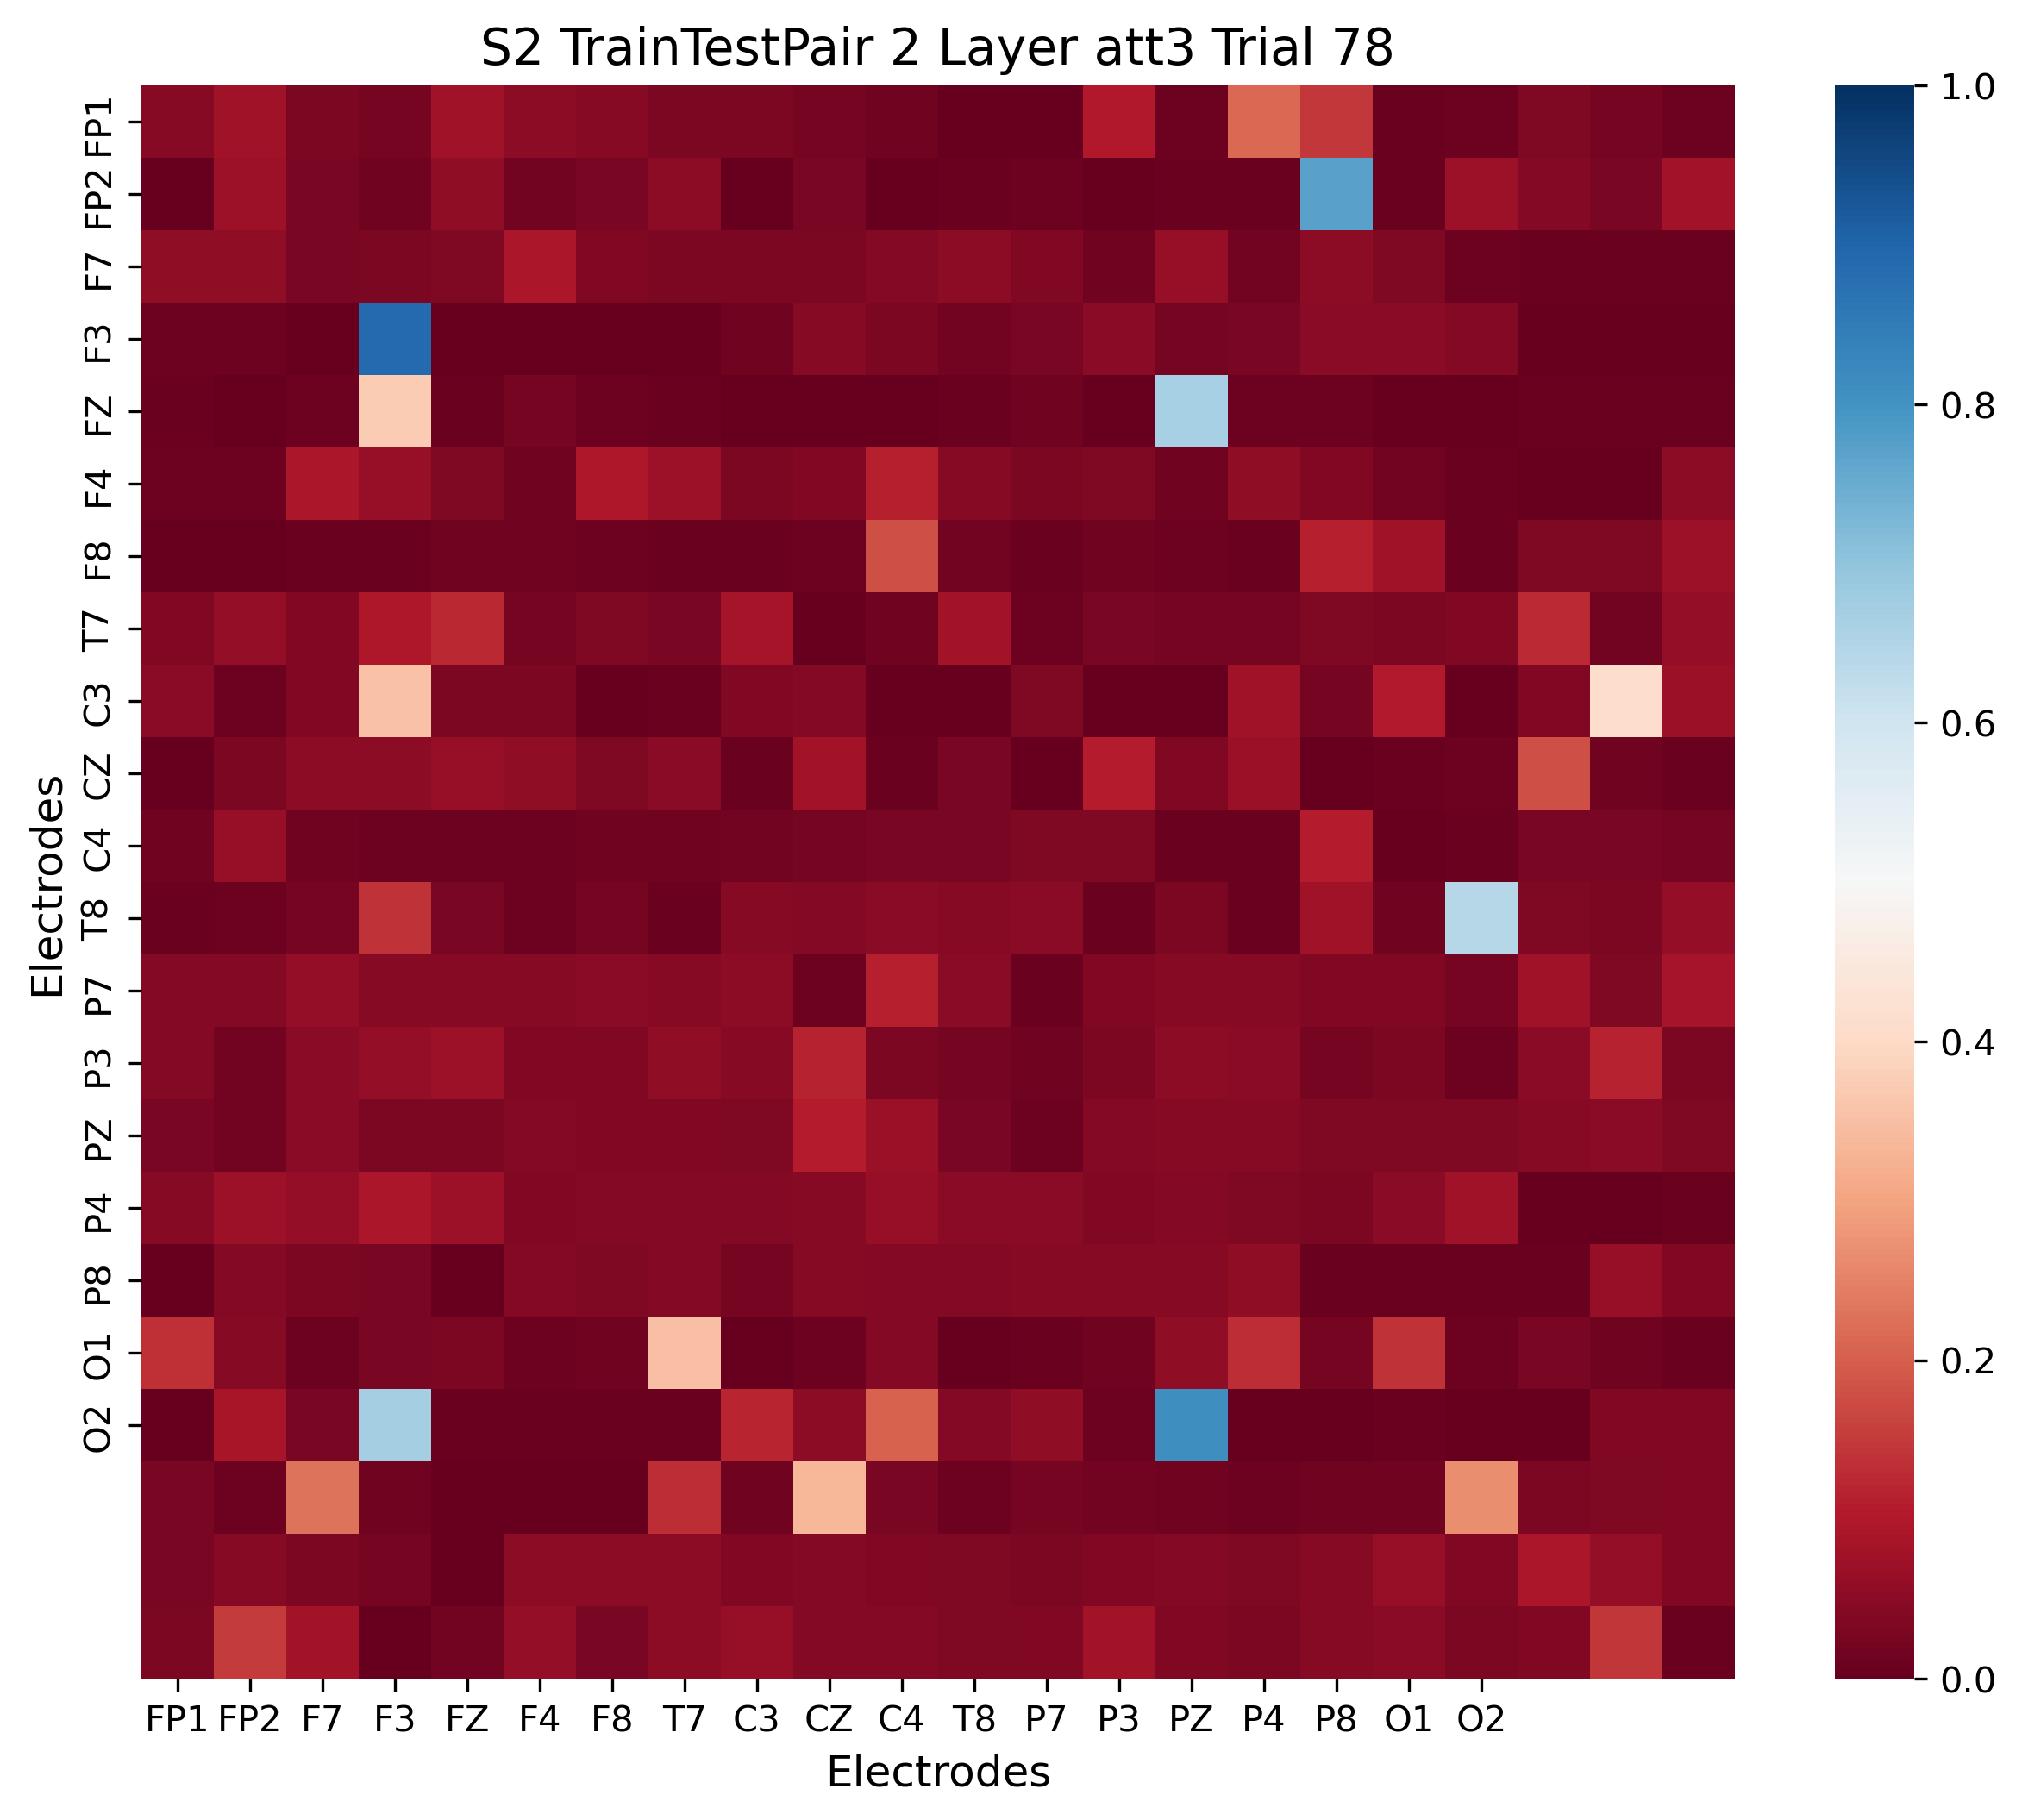 S2 TrainTestPair 2 Layer att3 Trial 78
Electrodes
FP1
FP2
F7
F3
FZ
F4
F8
T7
C3
CZ
C4
T8
P7
P3
PZ
P4
P8
O1
O2
FP1 FP2 F7 F3 FZ F4 F8 T7 C3 CZ C4 T8 P7 P3 PZ P4 P8 O1 O2
Electrodes
1.0
0.8
0.6
0.4
0.2
0.0